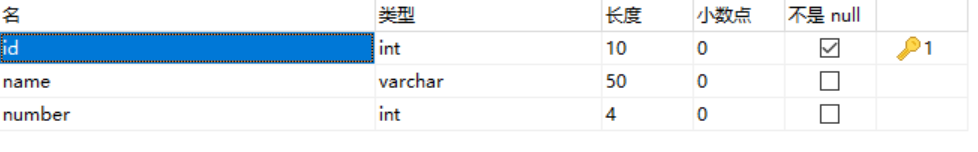 名 类型 长度 小数点 不是 null
id int 10 0 1
name varchar 50 0
number int 4 0